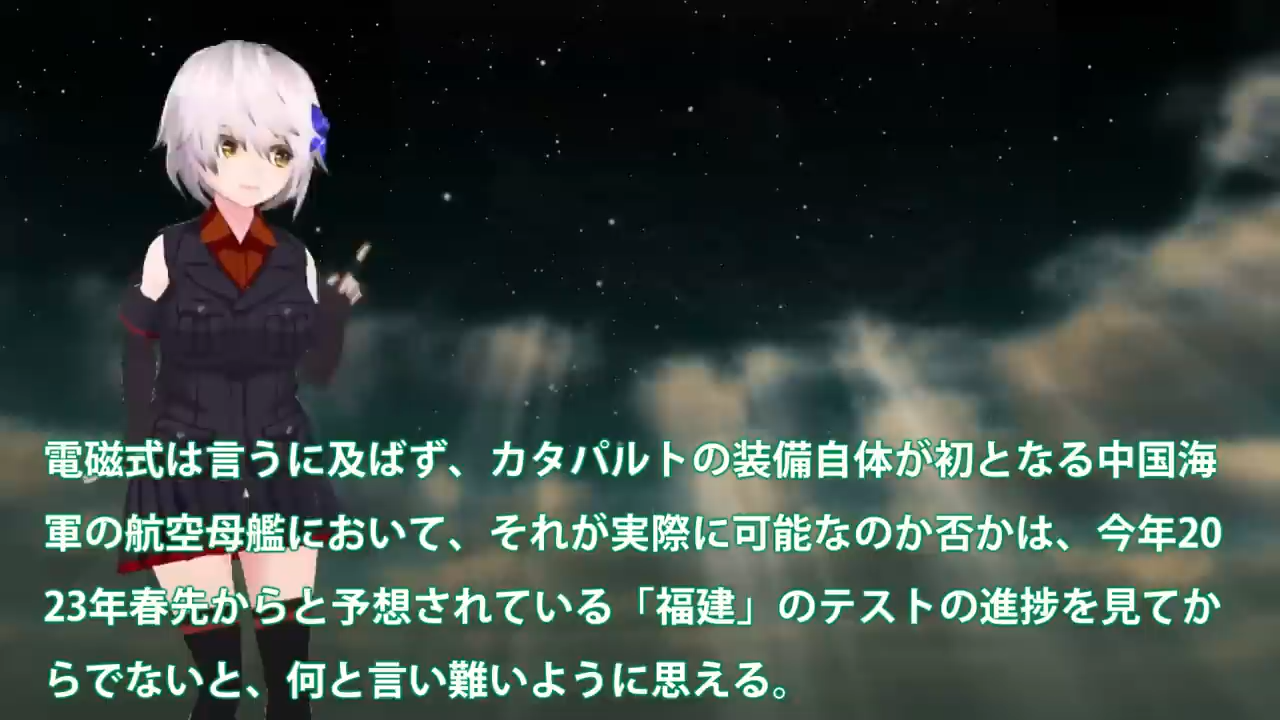 電磁式は言うに及ばず、カタパルトの装備自体が初となる中国海
軍の航空母艦において、それが実際に可能なのか否かは、今年20
23年春先からと予想されている「福建」のテストの進捗を見てか
らでないと、何と言い難いように思える。